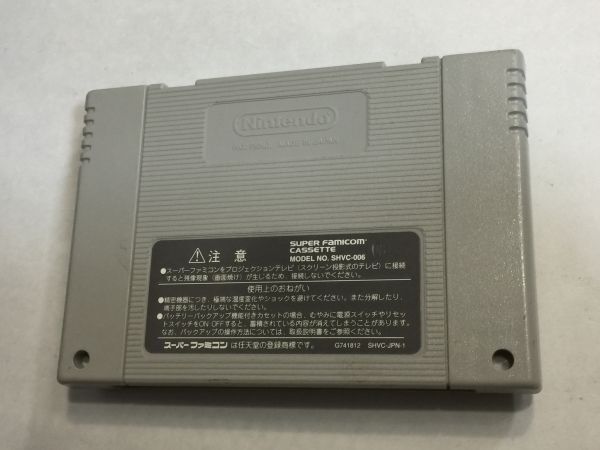 Nintendo
MADE IN JAPAN
⚠注意
SUPER FAMICOM
CASSETTE
MODEL NO. SHVC-006
●スーパーファミコンをプロジェクションテレビ(スクリーン投影式のテレビ)に接続
すると残像現象(画面焼け)が生じるため、接続しないでください。
使用上のおねがい
●精密機器につき、極端な温度変化やショックを避けてください。また分解したり、
端子部を汚したりしないでください。
●バッテリーバックアップ機能付きカセットの場合、むやみに電源スイッチやリセッ
トスイッチをON・OFFすると、蓄積されている内容が消えてしまうことがあります。
なお、バックアップの操作方法については、取扱説明書をご参照ください。
スーパーファミコン は任天堂の登録商標です。 G741812 SHVC-JPN-1